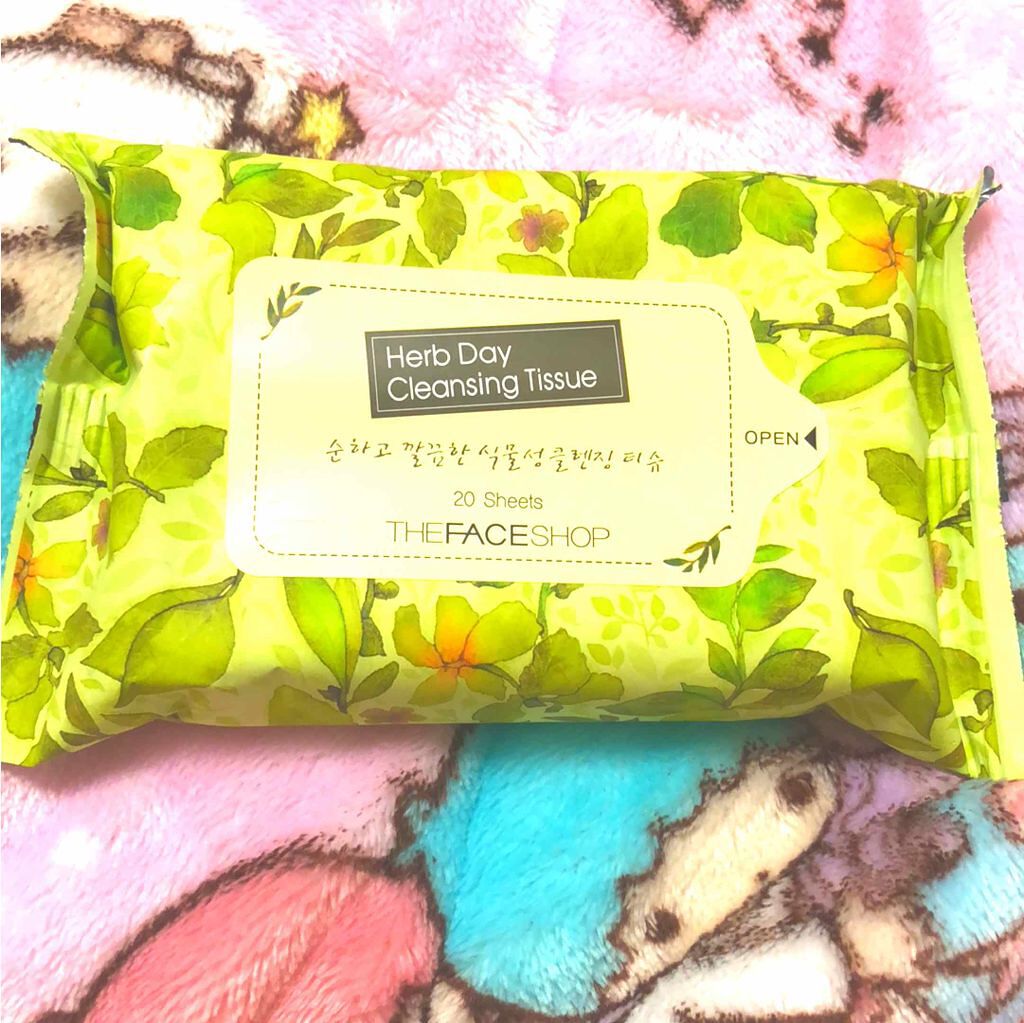 Herb Day
Cleansing Tissue
순하고 깔끔한 식물성 클렌징 티슈
20 Sheets
THEFACESHOP
OPEN